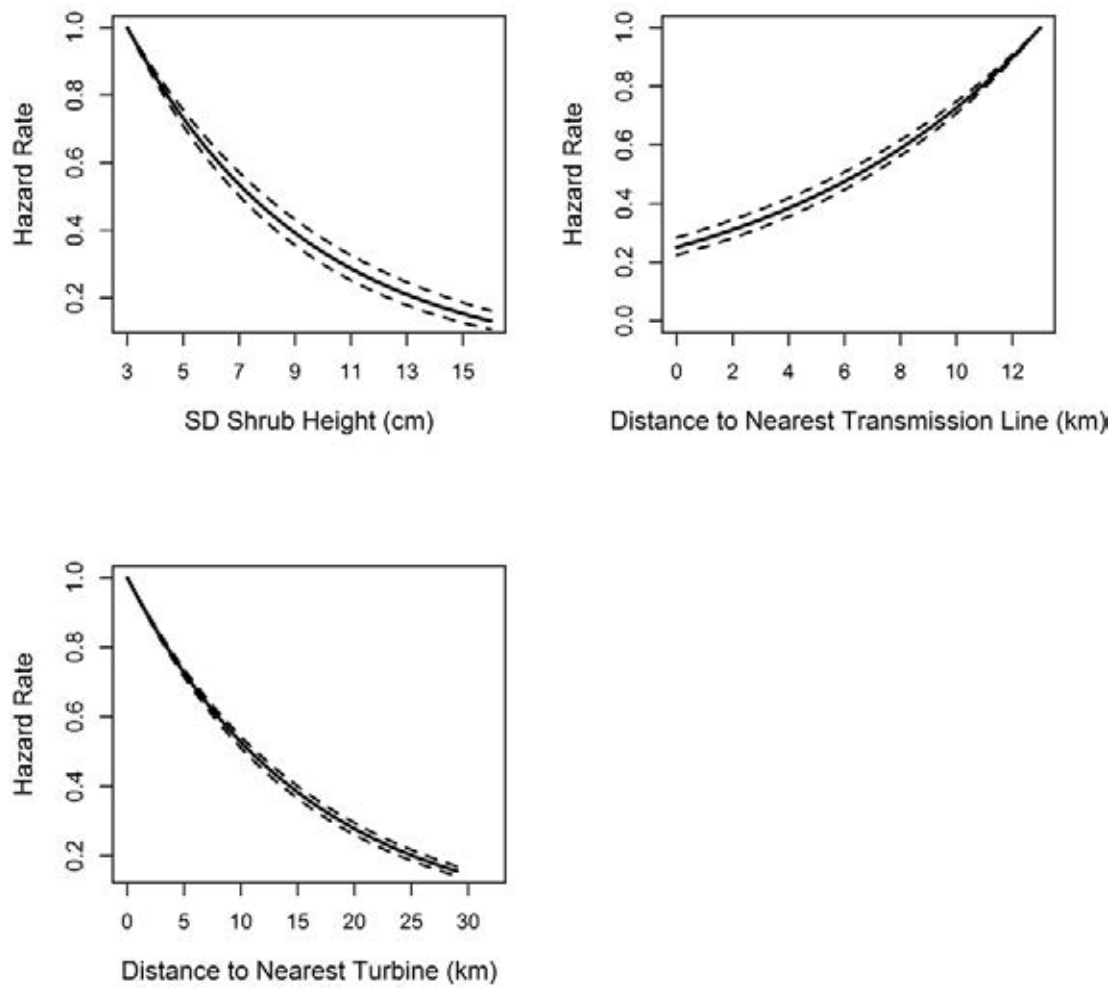 Hazard Rate
1.0
0.8
0.6
0.4
0.2
3 5 7 9 11 13 15
SD Shrub Height (cm)
Hazard Rate
1.0
0.8
0.6
0.4
0.2
0.0
0 2 4 6 8 10 12
Distance to Nearest Transmission Line (km)
Hazard Rate
1.0
0.8
0.6
0.4
0.2
0 5 10 15 20 25 30
Distance to Nearest Turbine (km)